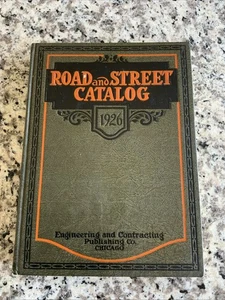 ROAD and STREET
CATALOG
1926
Engineering and Contracting
Publishing Co.
CHICAGO